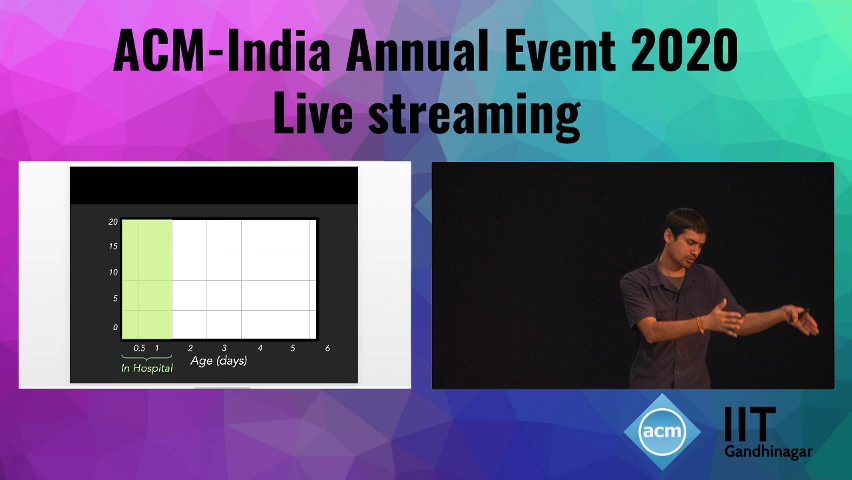 ACM-India Annual Event 2020
Live streaming
20
15
10
5
0
0.5 1 2 3 4 5 6
Age (days)
In Hospital
acm
IIT
Gandhinagar